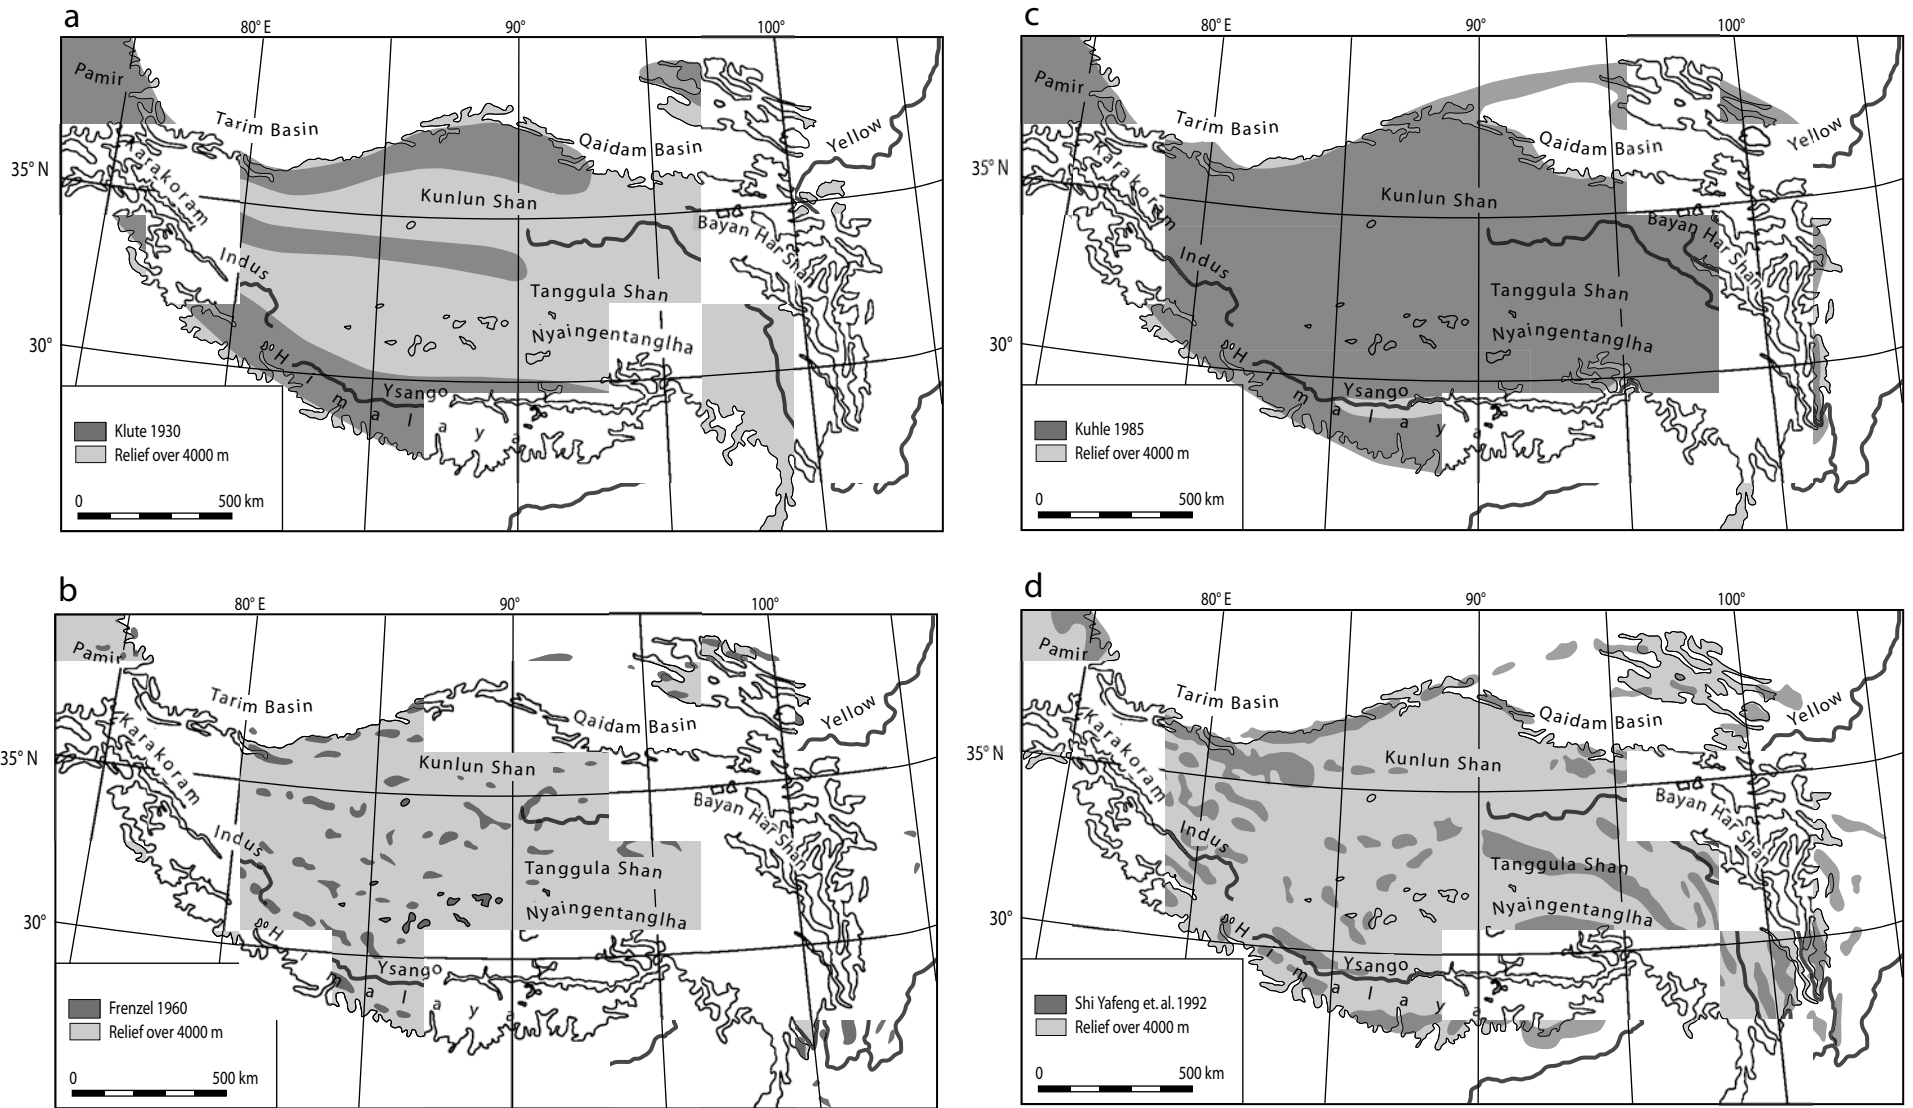 a
80° E 90° 100°
Pamir
Tarim Basin
Qaidam Basin
Yellow
35° N
Karakoram
Kunlun Shan
Bayan Har Shan
Indus
Tanggula Shan
Nyaingentanglha
30°
Himalaya
Ysango
Klute 1930
Relief over 4000 m
0 500 km
c
80° E 90° 100°
Pamir
Tarim Basin
Qaidam Basin
Yellow
35° N
Karakoram
Kunlun Shan
Bayan Har Shan
Indus
Tanggula Shan
Nyaingentanglha
30°
Himalaya
Ysango
Kuhle 1985
Relief over 4000 m
0 500 km
b
80° E 90° 100°
Pamir
Tarim Basin
Qaidam Basin
Yellow
35° N
Karakoram
Kunlun Shan
Bayan Har Shan
Indus
Tanggula Shan
Nyaingentanglha
30°
Himalaya
Ysango
Frenzel 1960
Relief over 4000 m
0 500 km
d
80° E 90° 100°
Pamir
Tarim Basin
Qaidam Basin
Yellow
35° N
Karakoram
Kunlun Shan
Bayan Har Shan
Indus
Tanggula Shan
Nyaingentanglha
30°
Himalaya
Ysango
Shi Yafeng et. al. 1992
Relief over 4000 m
0 500 km